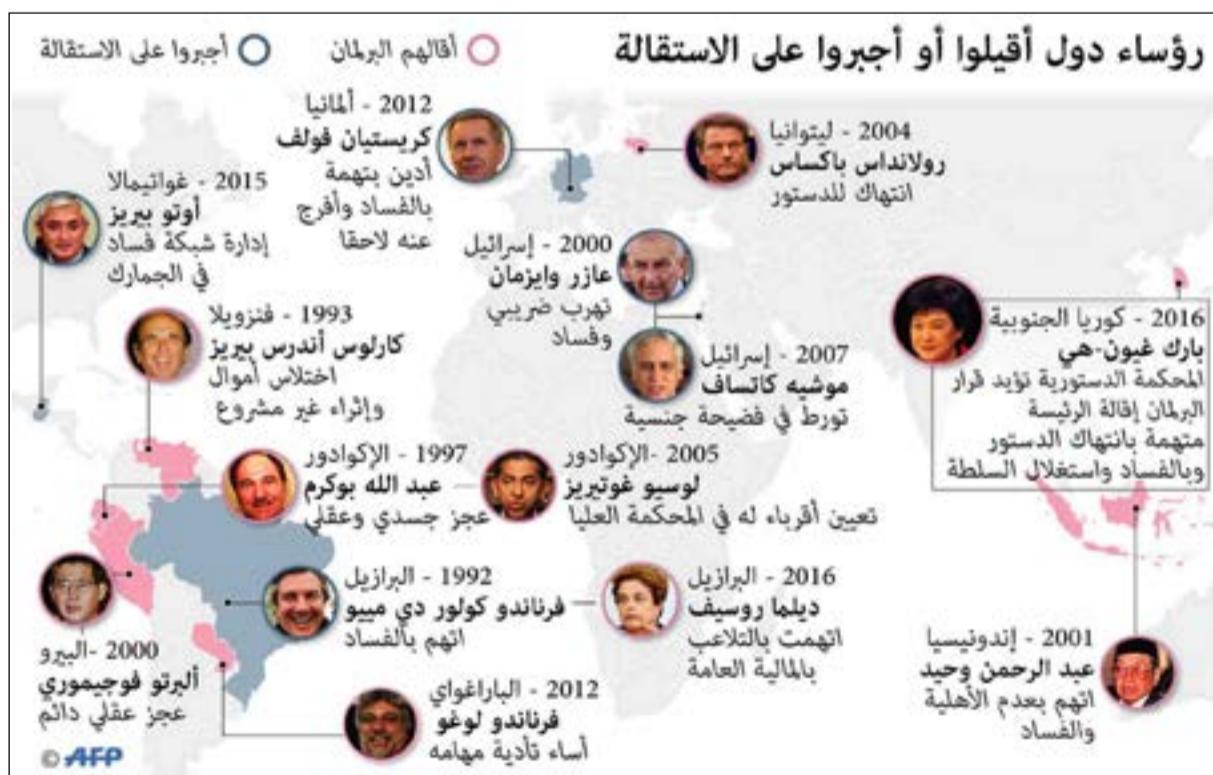 رؤساء دول أقيلوا أو أجبروا على الاستقالة
أقالهم البرلمان
أجبروا على الاستقالة
2004 - ليتوانيا
رولانداس باكساس
انتهاك للدستور
2012 - ألمانيا
كريستيان فولف
أدين بتهمة
بالفساد وأفرج
عنه لاحقا
2015 - غواتيمالا
أوتو بيريز
إدارة شبكة فساد
في الجمارك
2000 - إسرائيل
عازر وايزمان
تهرب ضريبي
وفساد
2016 - كوريا الجنوبية
بارك غيون-هي
المحكمة الدستورية تؤيد قرار
البرلمان إقالة الرئيسة
متهمة بانتهاك الدستور
وبالفساد واستغلال السلطة
2007 - إسرائيل
موشيه كاتساف
تورط في فضيحة جنسية
1993 - فنزويلا
كارلوس أندرس بيريز
اختلاس أموال
وإثراء غير مشروع
2005 -الإكوادور
لوسيو غوتيريز
تعيين أقرباء له في المحكمة العليا
1997 - الإكوادور
عبد الله بوكرم
عجز جسدي وعقلي
2016 - البرازيل
ديلما روسيف
اتهمت بالتلاعب
بالمالية العامة
1992 - البرازيل
فرناندو كولور دي مييو
اتهم بالفساد
2001 - إندونيسيا
عبد الرحمن وحيد
اتهم بعدم الأهلية
والفساد
2000 -البيرو
ألبرتو فوجيموري
عجز عقلي دائم
2012 - الباراغواي
فرناندو لوغو
أساء تأدية مهامه
© AFP